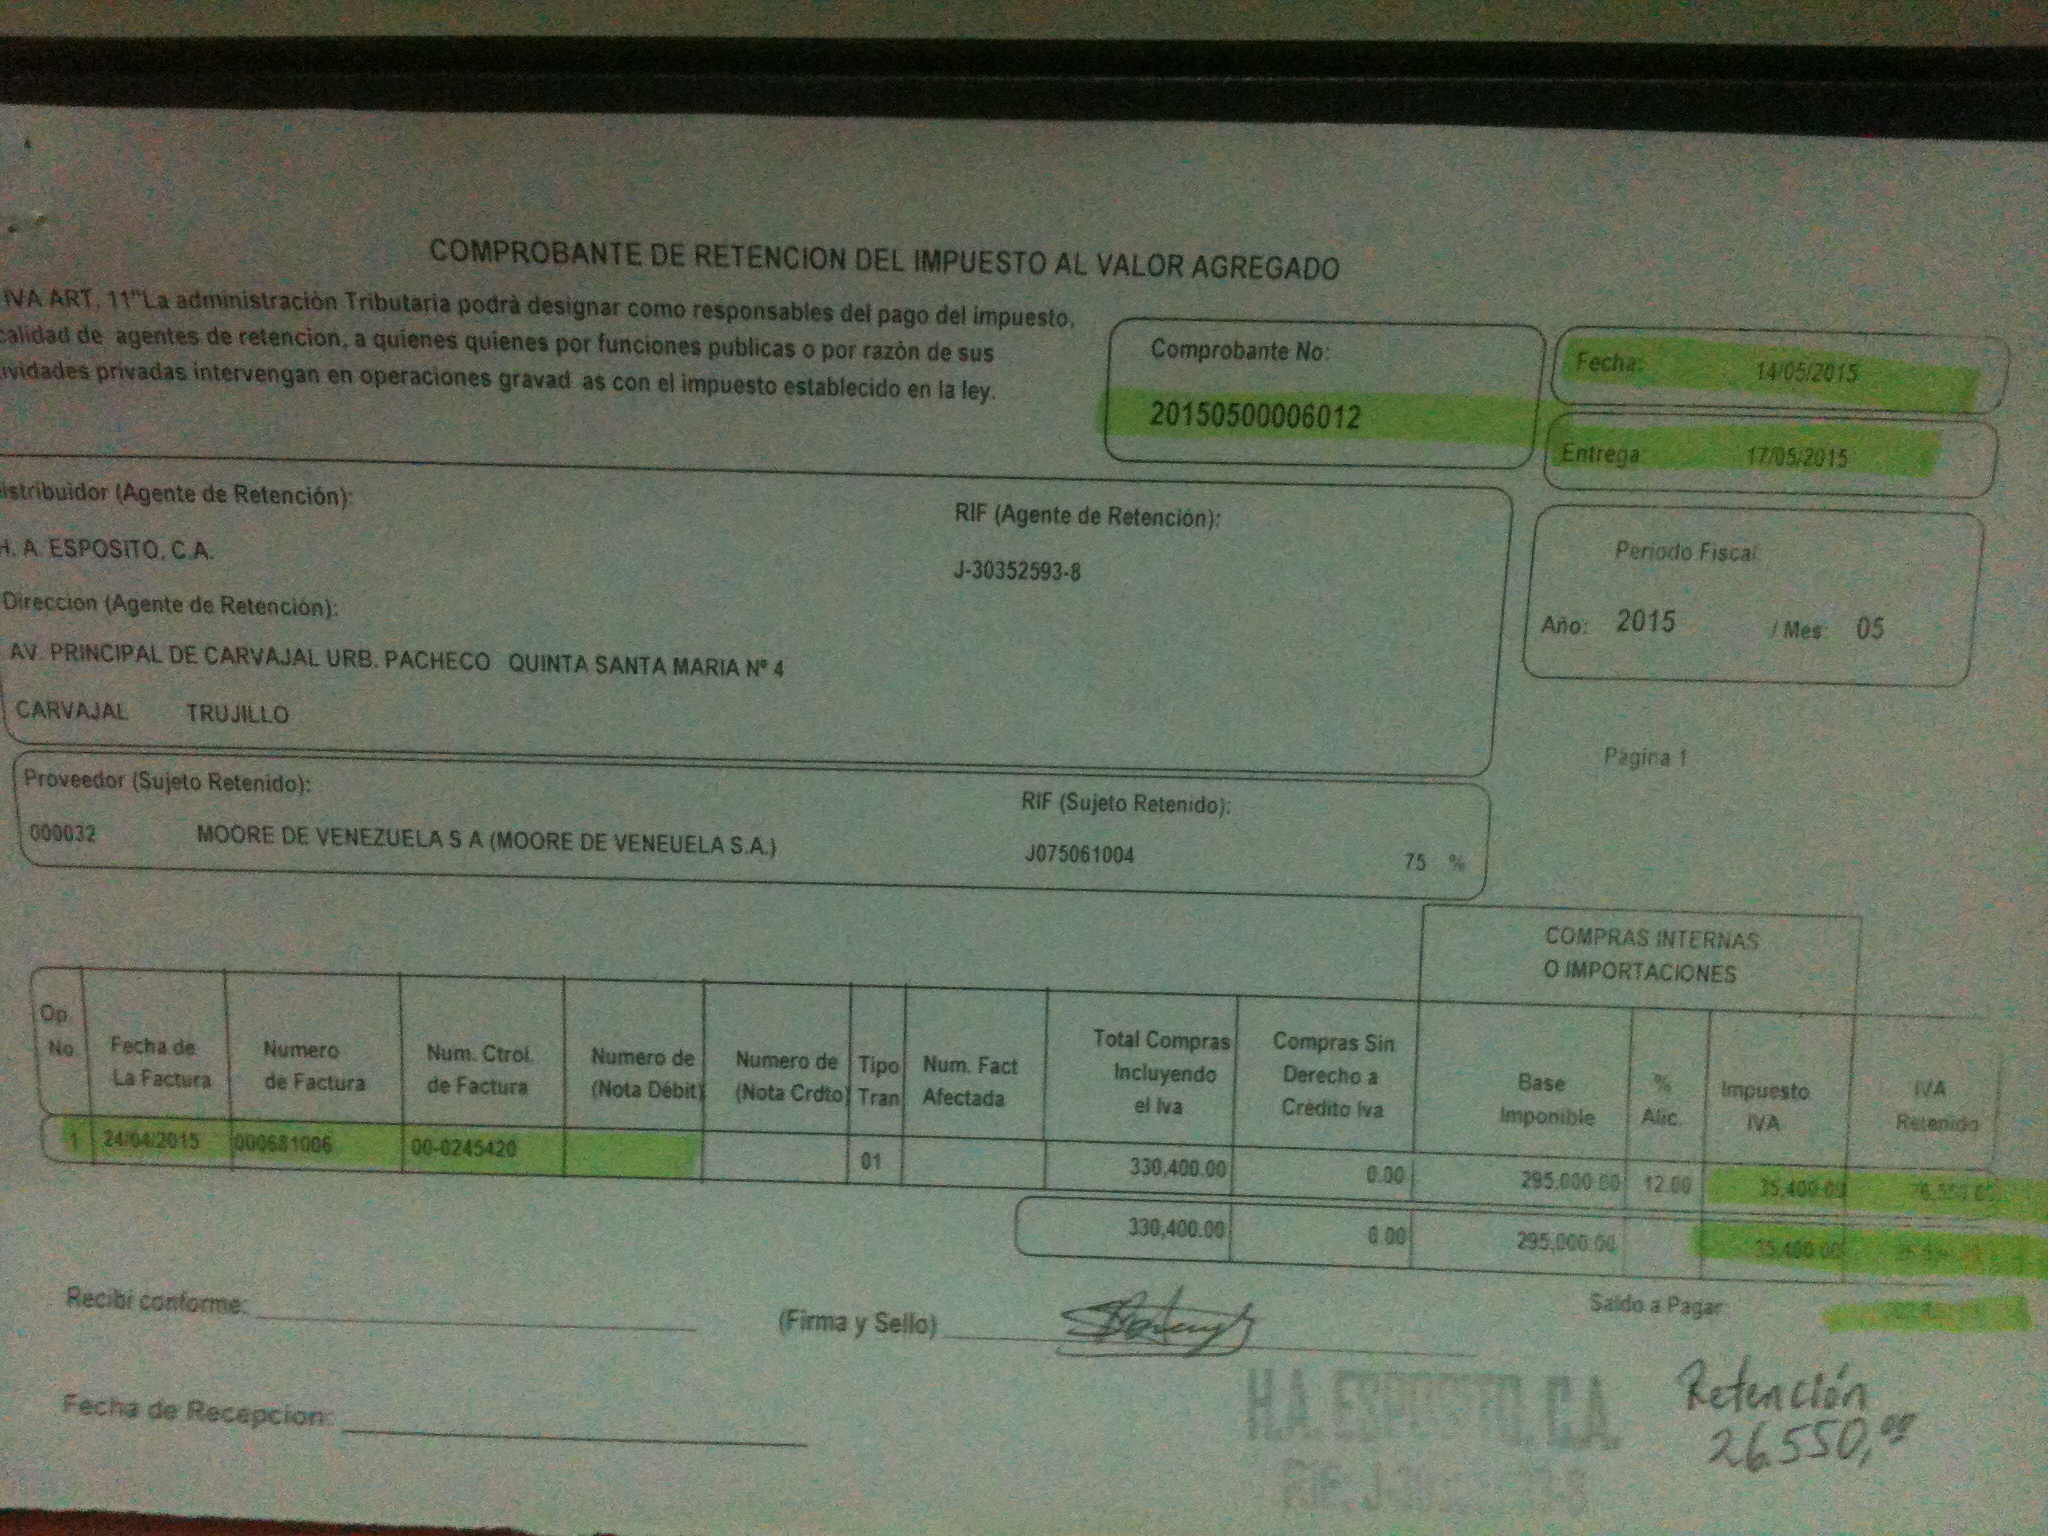 COMPROBANTE DE RETENCION DEL IMPUESTO AL VALOR AGREGADO
IVA ART. 11"La administraciòn Tributaria podrà designar como responsables del pago del impuesto,
calidad de agentes de retencion, a quienes quienes por funciones publicas o por razòn de sus
ividades privadas intervengan en operaciones gravad as con el impuesto establecido en la ley.
Comprobante No:
20150500006012
Fecha: 14/05/2015
Entrega: 17/05/2015
istribuidor (Agente de Retención):
H. A. ESPOSITO, C.A.
RIF (Agente de Retención):
J-30352593-8
Periodo Fiscal
Año: 2015 / Mes: 05
Direccion (Agente de Retención):
AV. PRINCIPAL DE CARVAJAL URB. PACHECO QUINTA SANTA MARIA Nº 4
CARVAJAL TRUJILLO
Pagina 1
Proveedor (Sujeto Retenido):
000032 MOORE DE VENEZUELA S A (MOORE DE VENEUELA S.A.)
RIF (Sujeto Retenido):
J075061004 75 %
COMPRAS INTERNAS
O IMPORTACIONES
Op.
No.
Fecha de
La Factura
Numero
de Factura
Num. Ctrol.
de Factura
Numero de
(Nota Débit)
Numero de
(Nota Crdto)
Tipo
Tran
Num. Fact
Afectada
Total Compras
Incluyendo
el Iva
Compras Sin
Derecho a
Crédito Iva
Base
Imponible
%
Alic.
Impuesto
IVA
IVA
Retenido
1 24/04/2015 000681006 00-0245420 01 330,400.00 0.00 295,000.00 12.00 35,400.00
330,400.00 0.00 295,000.00 35,400.00
Saldo a Pagar
Recibi conforme:
(Firma y Sello)
Fecha de Recepcion:
H.A. ESPOSITO, C.A.
RIF: J-30
Retención
26.550,00